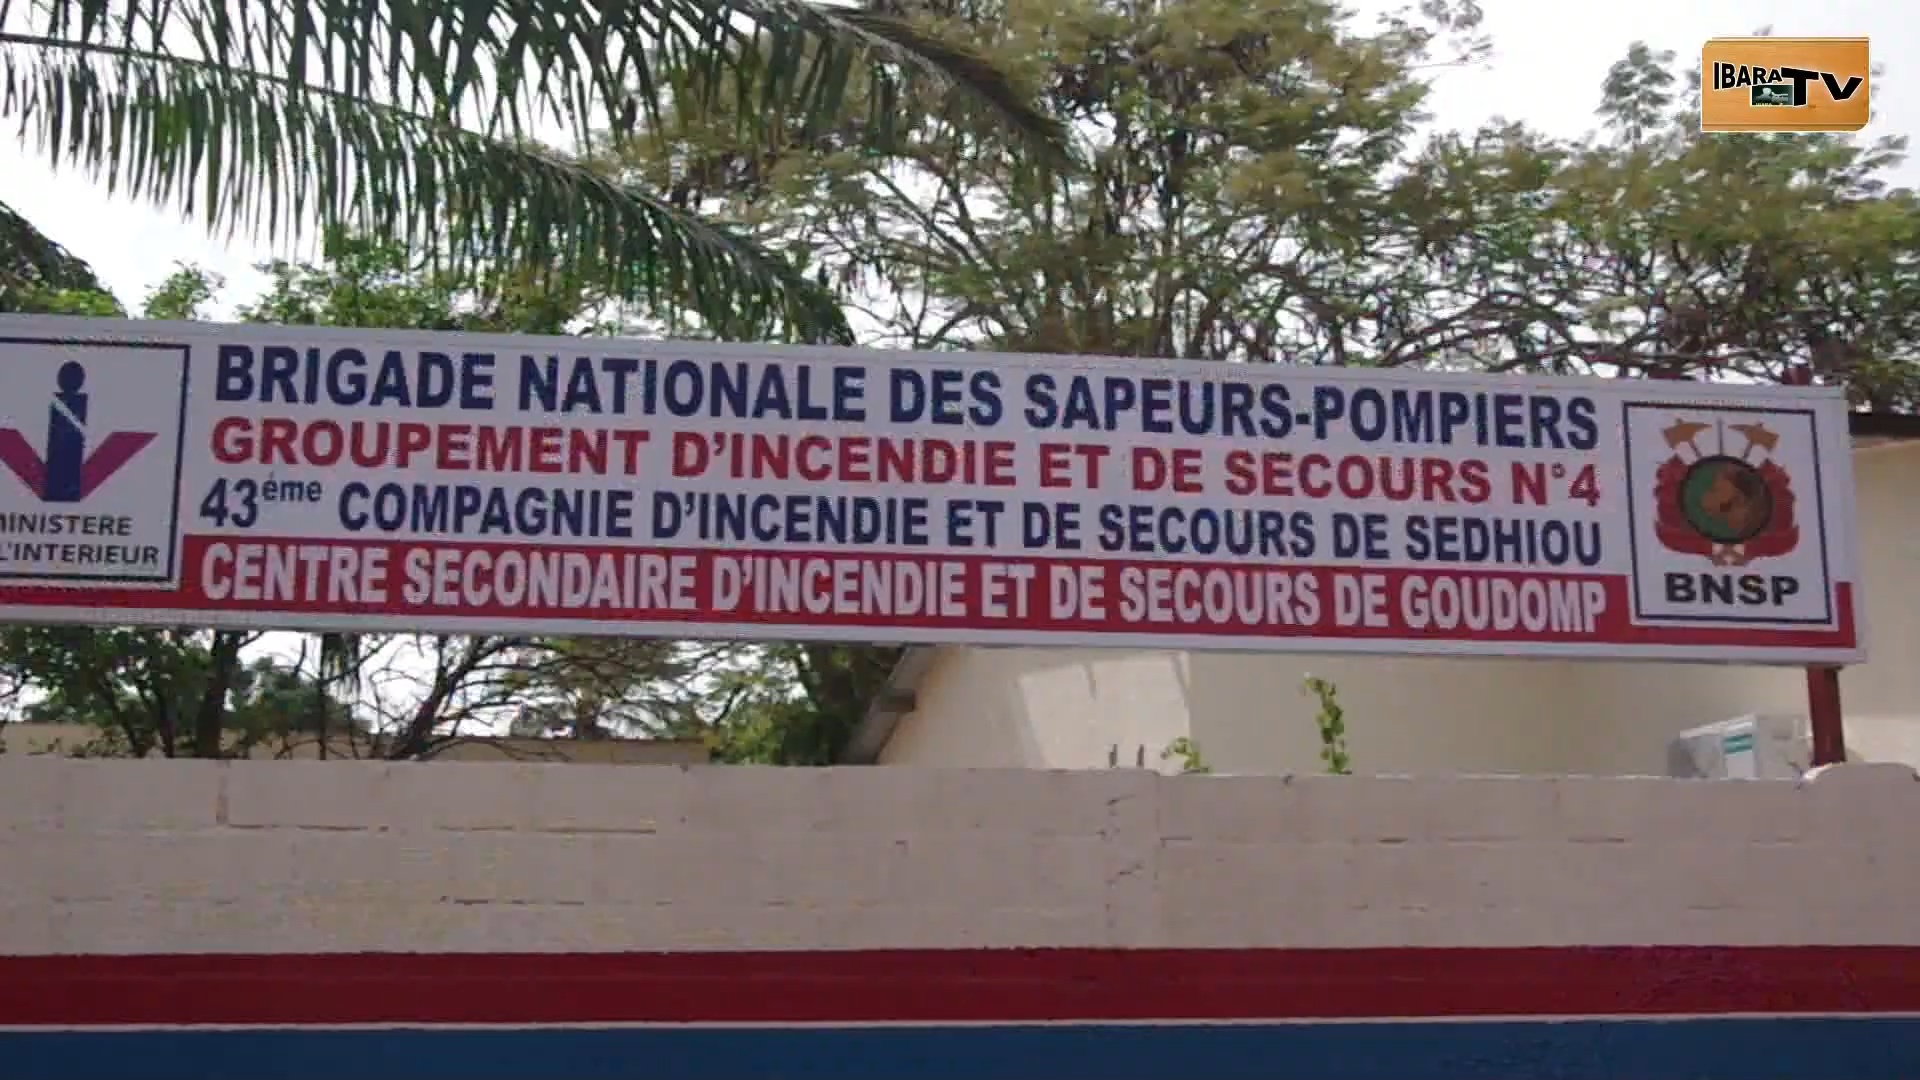 IBARA TV
BRIGADE NATIONALE DES SAPEURS-POMPIERS
GROUPEMENT D'INCENDIE ET DE SECOURS N°4
43éme COMPAGNIE D'INCENDIE ET DE SECOURS DE SEDHIOU
CENTRE SECONDAIRE D'INCENDIE ET DE SECOURS DE GOUDOMP
MINISTERE
L'INTERIEUR
BNSP